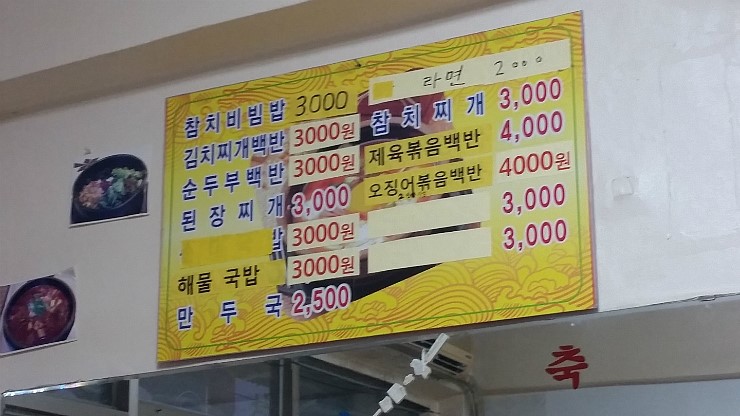 참치비빔밥 3000
김치찌개백반 3000원
순두부백반 3000원
된장찌개 3,000
밥 3000원
해물 국밥 3000원
만두국 2,500
라면 2000
참치찌개 3,000
제육볶음백반 4,000
오징어볶음백반 4000원
3,000
3,000
축